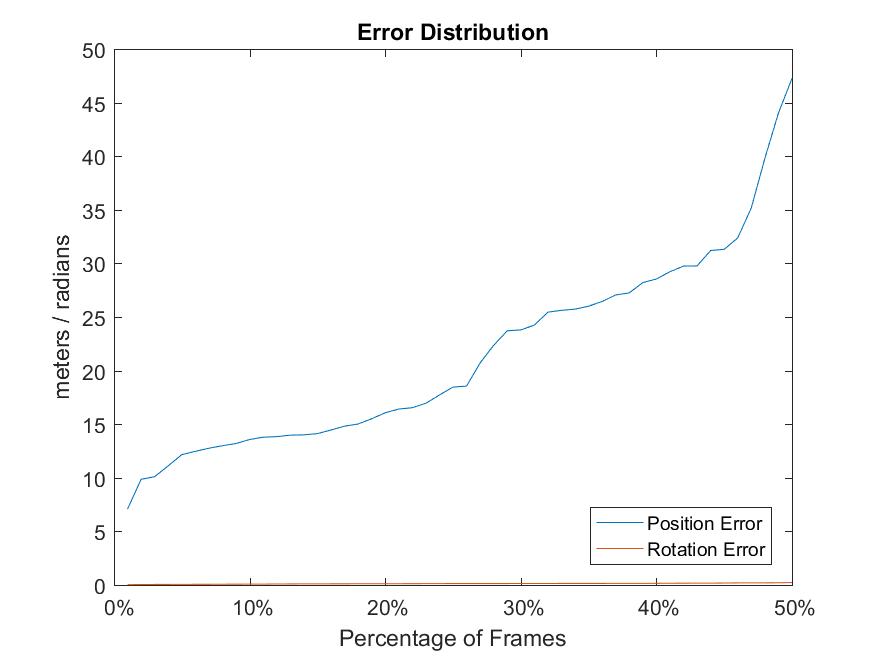 Error Distribution
50
45
40
35
30
25
20
15
10
5
0
meters / radians
0% 10% 20% 30% 40% 50%
Percentage of Frames
Position Error
Rotation Error